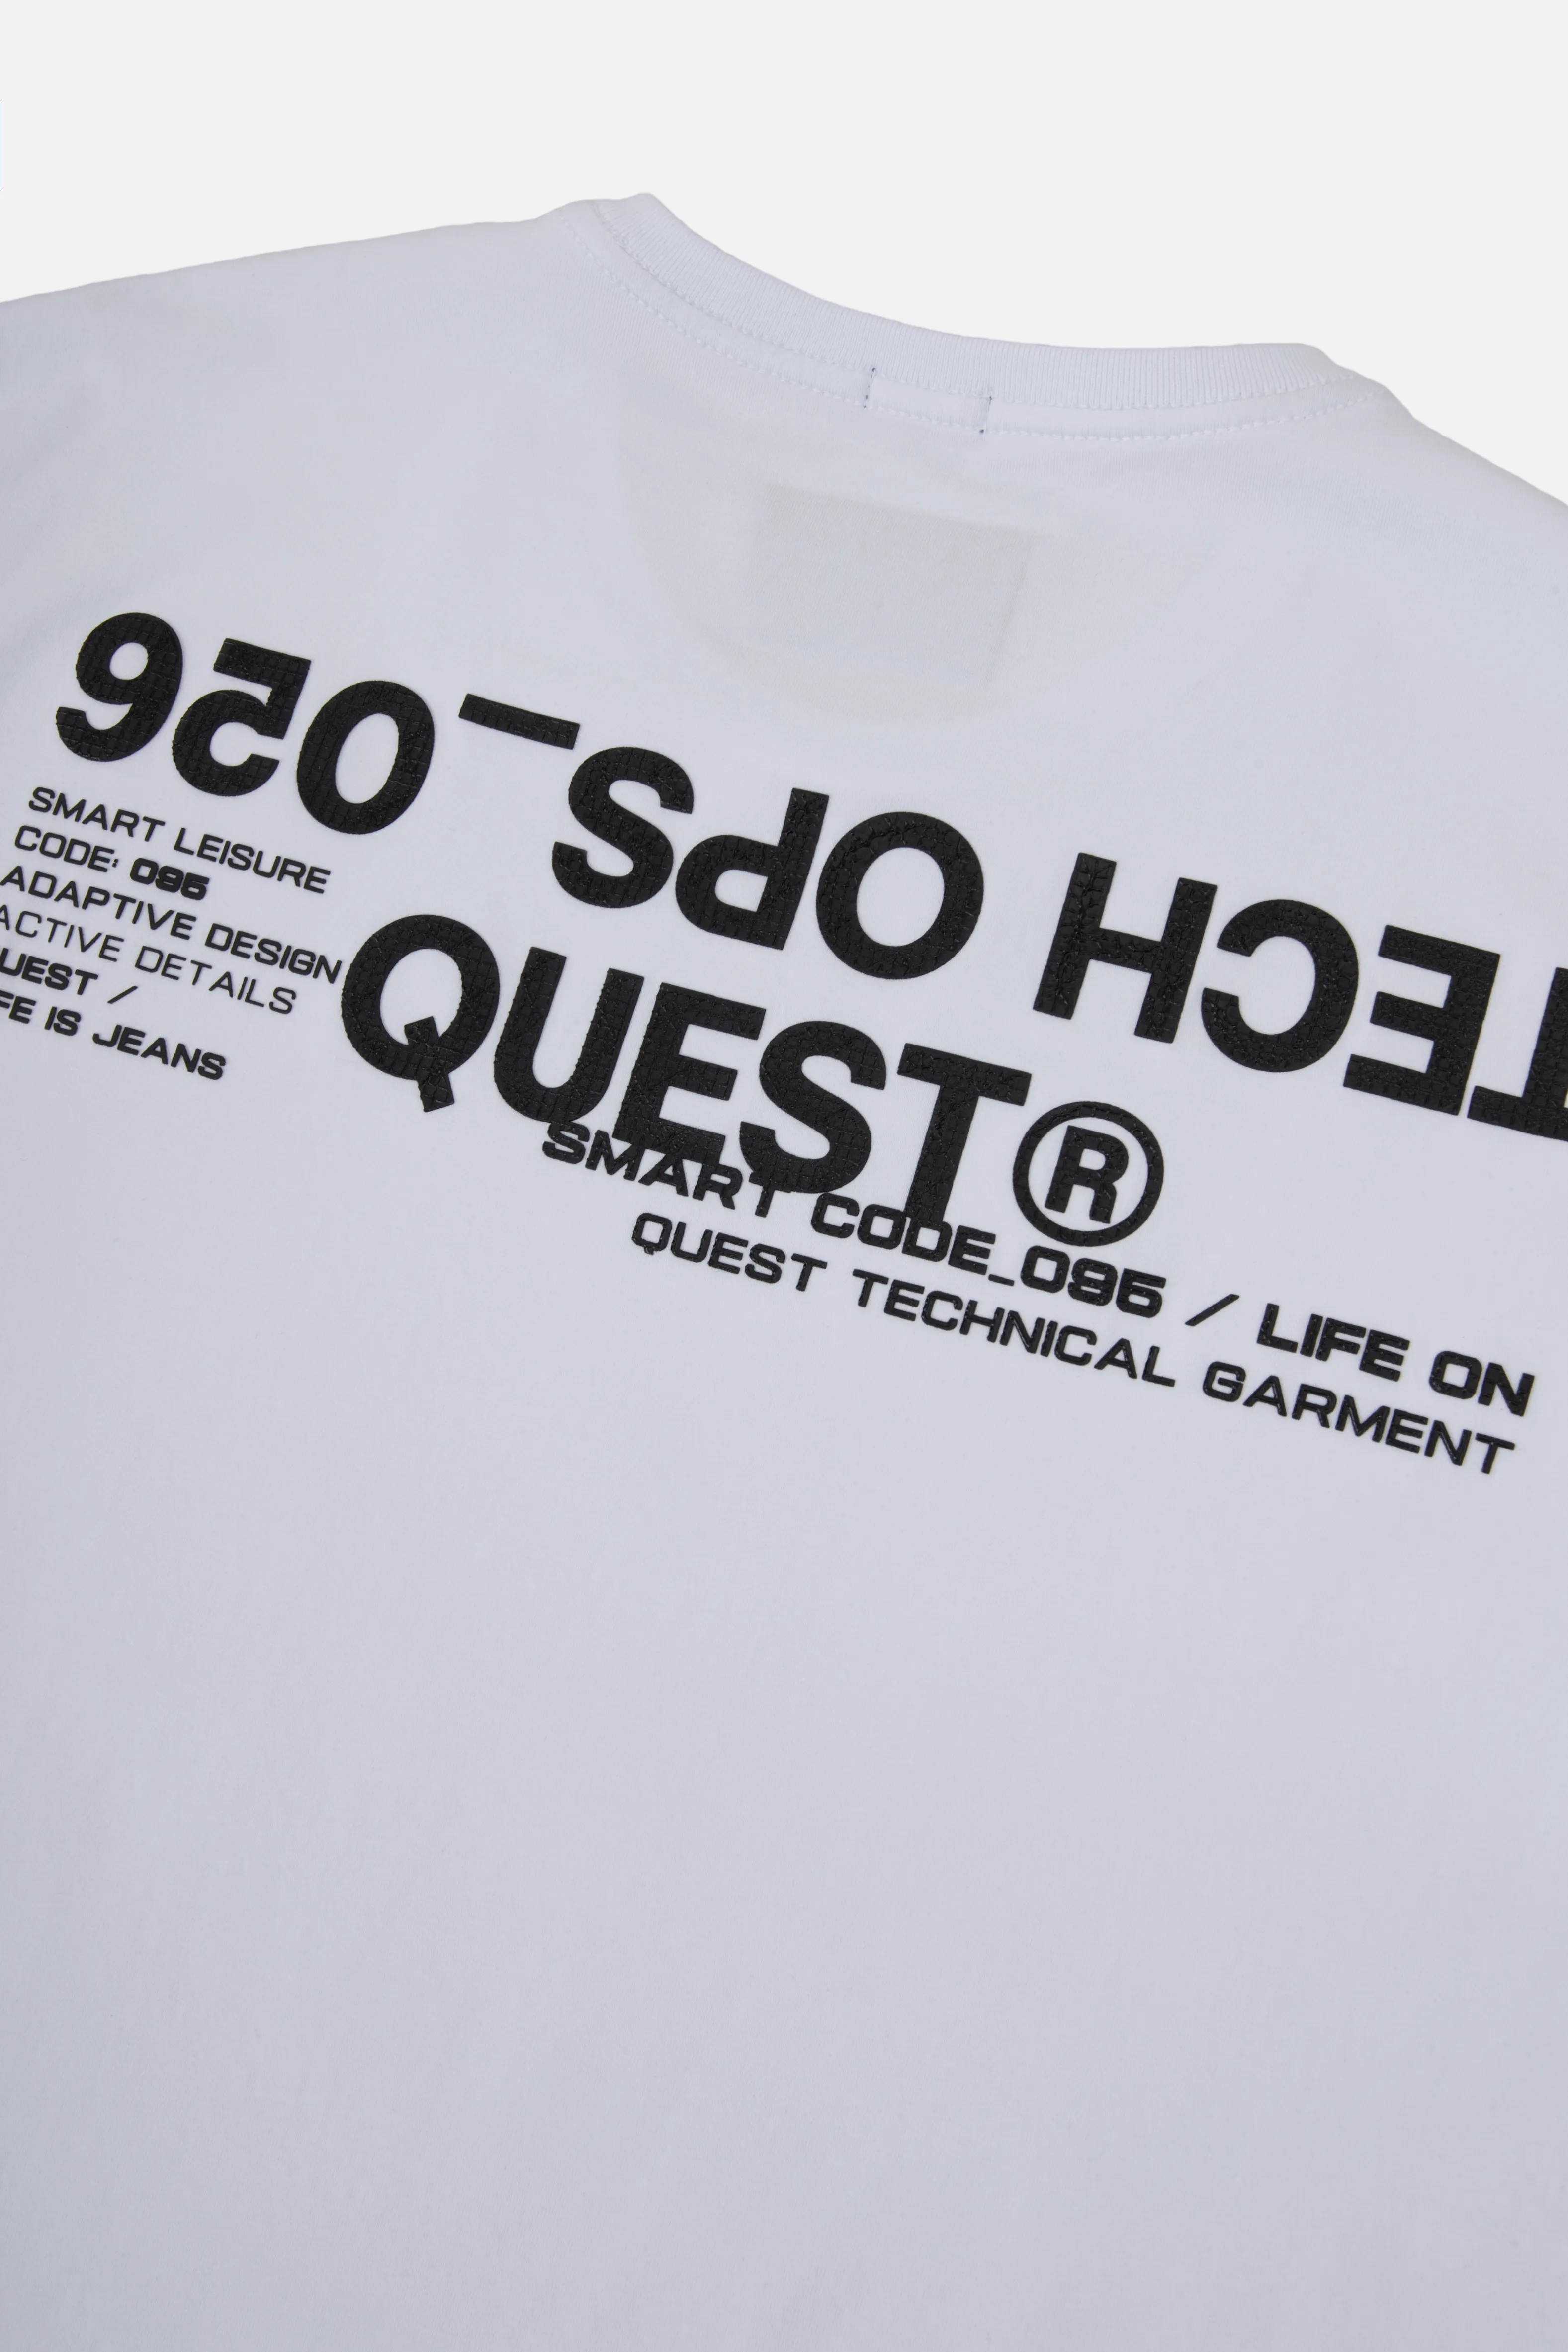 TECH OPS_056
SMART LEISURE
CODE: 095
ADAPTIVE DESIGN
ACTIVE DETAILS
UEST /
FE IS JEANS
QUEST®
SMART CODE_095 / LIFE ON
QUEST TECHNICAL GARMENT